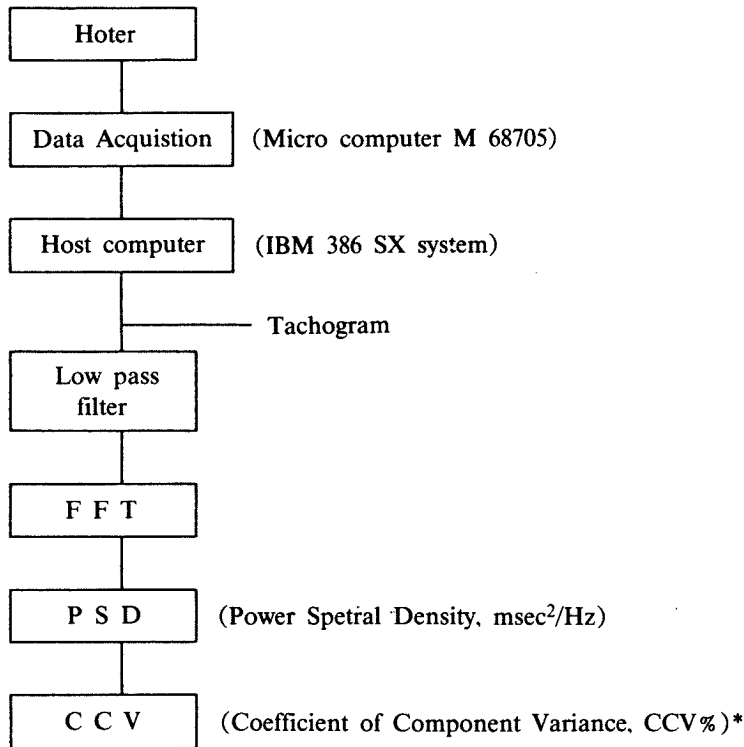 Hoter
Data Acquistion (Micro computer M 68705)
Host computer (IBM 386 SX system)
Tachogram
Low pass
filter
F F T
P S D (Power Spetral Density, msec²/Hz)
C C V (Coefficient of Component Variance, CCV%)*